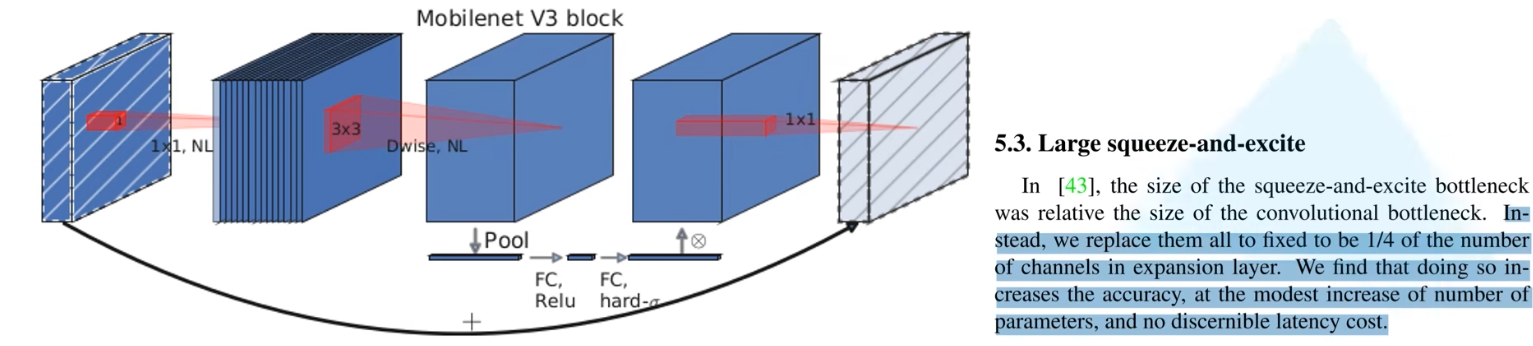 Mobilenet V3 block
1
1x1, NL
3x3
Dwise, NL
1x1
Pool
⊗
FC,
Relu
FC,
hard-σ
+
5.3. Large squeeze-and-excite
In [43], the size of the squeeze-and-excite bottleneck
was relative the size of the convolutional bottleneck. In-
stead, we replace them all to fixed to be 1/4 of the number
of channels in expansion layer. We find that doing so in-
creases the accuracy, at the modest increase of number of
parameters, and no discernible latency cost.